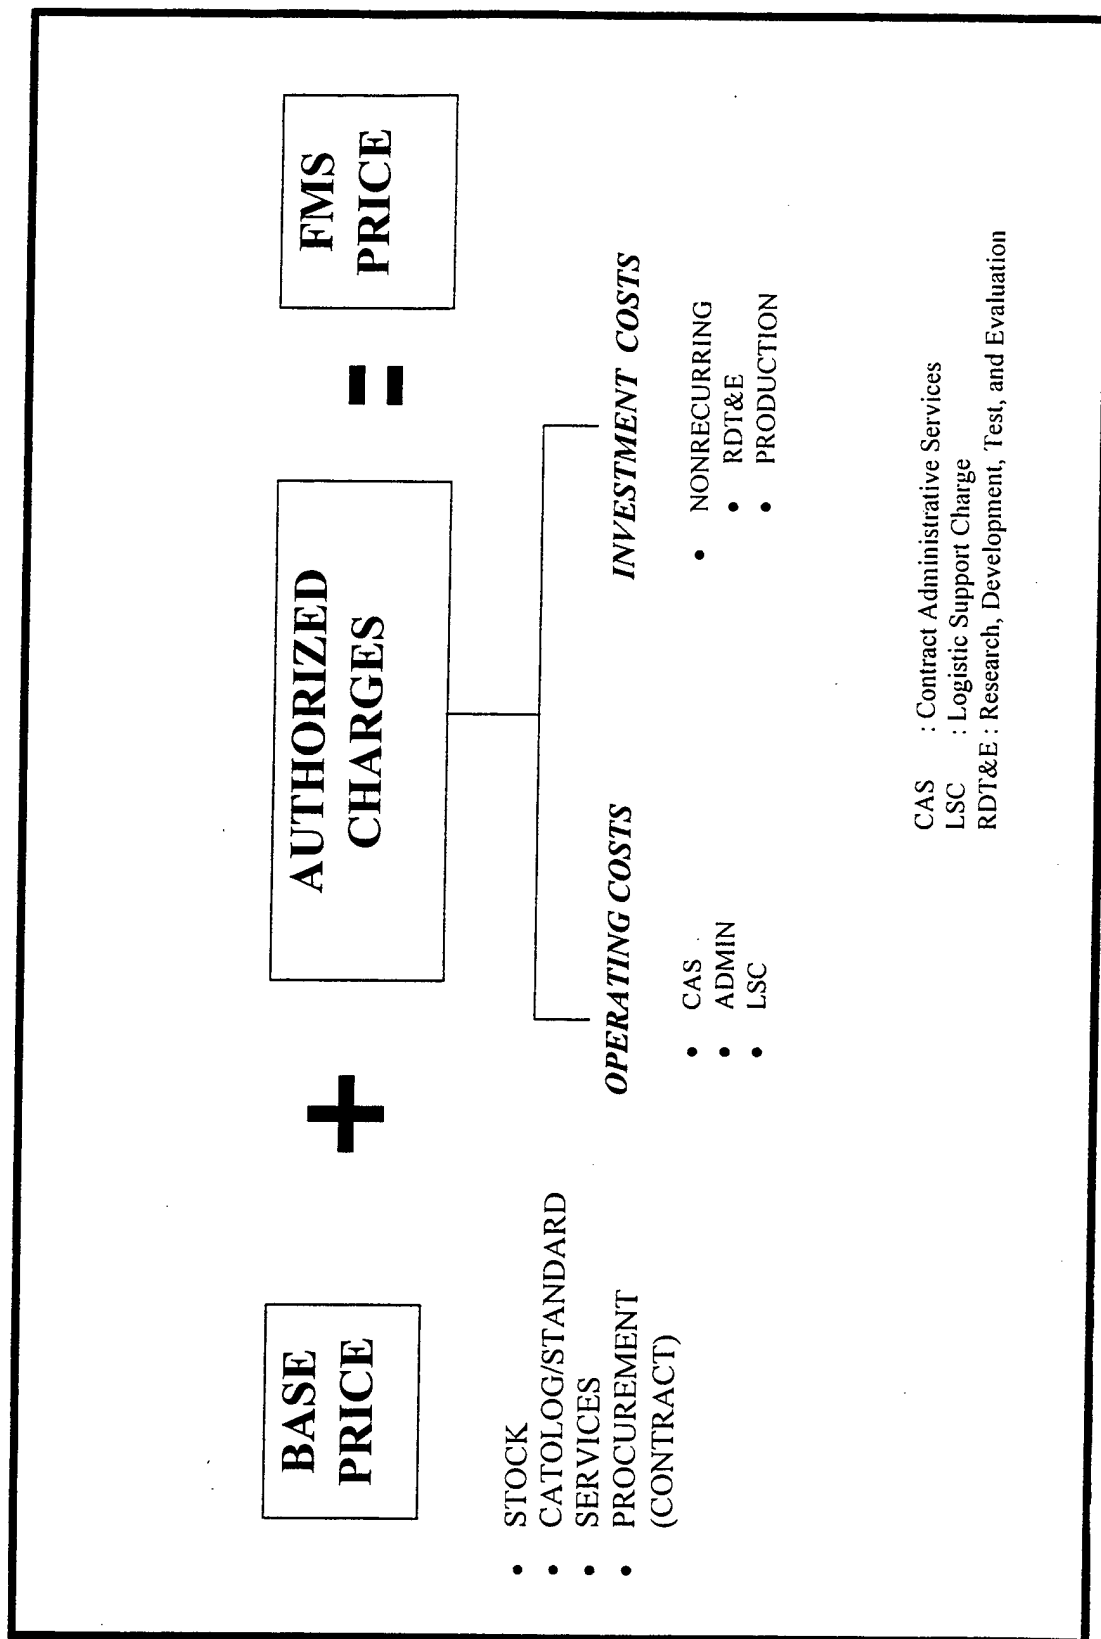 BASE
PRICE
AUTHORIZED
CHARGES
FMS
PRICE
+
=
• STOCK
• CATOLOG/STANDARD
• SERVICES
• PROCUREMENT
(CONTRACT)
OPERATING COSTS
• CAS
• ADMIN
• LSC
INVESTMENT COSTS
• NONRECURRING
• RDT&E
• PRODUCTION
CAS : Contract Administrative Services
LSC : Logistic Support Charge
RDT&E : Research, Development, Test, and Evaluation